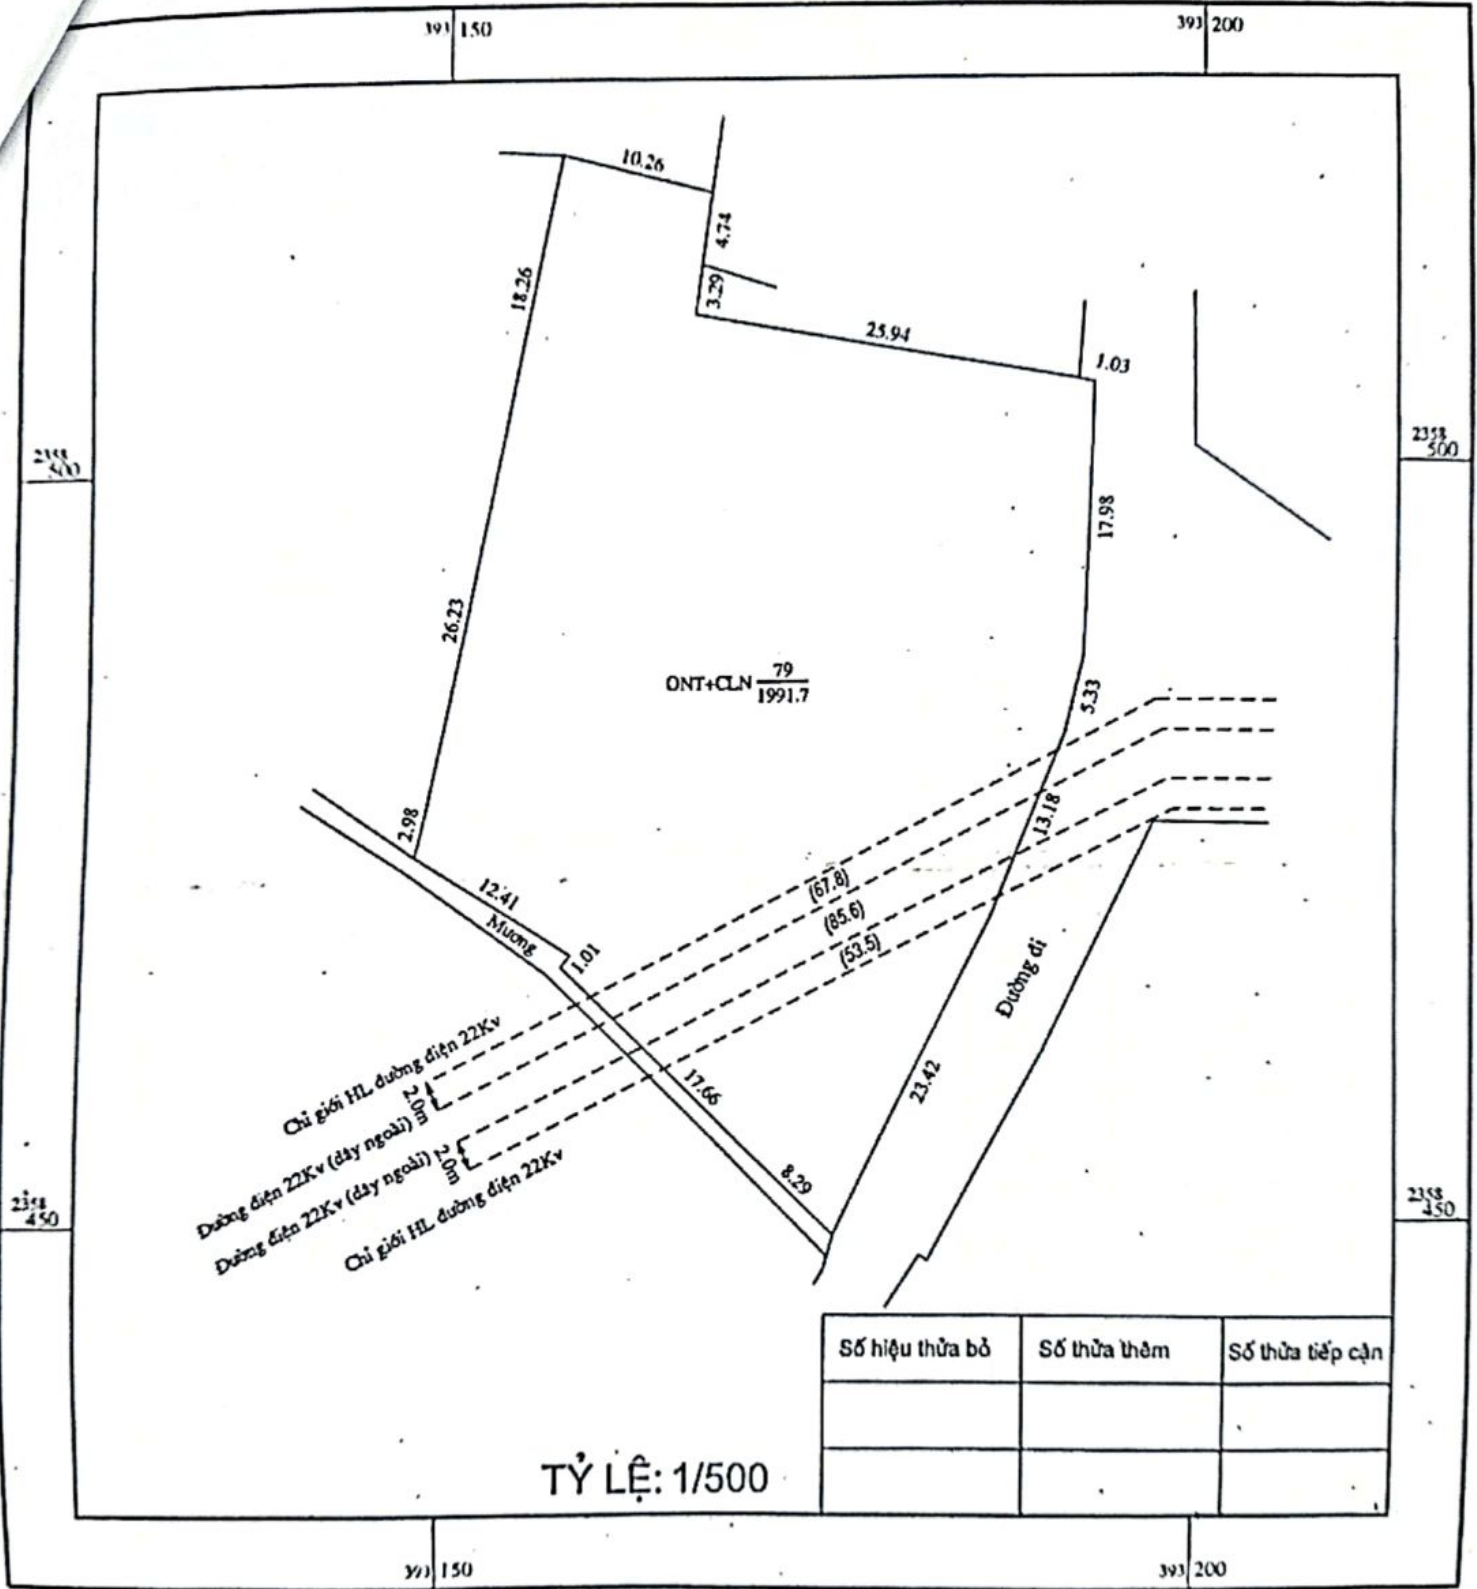 393 150
393 200
10.26
4.74
18.26
3.29
25.94
1.03
2358
500
2358
500
17.98
26.23
ONT+CLN 79
1991.7
5.33
2.98
13.18
12.41
(67.8)
Mương
(85.6)
1.01
(53.5)
Đường đi
Chỉ giới HL đường điện 22Kv
2.0m
17.66
23.42
Đường điện 22Kv (dây ngoài)
2.0m
Đường điện 22Kv (dây ngoài)
Chỉ giới HL đường điện 22Kv
8.29
2358
450
2358
450
Số hiệu thửa bỏ Số thửa thêm Số thửa tiếp cận
TỶ LỆ: 1/500
393 150
393 200